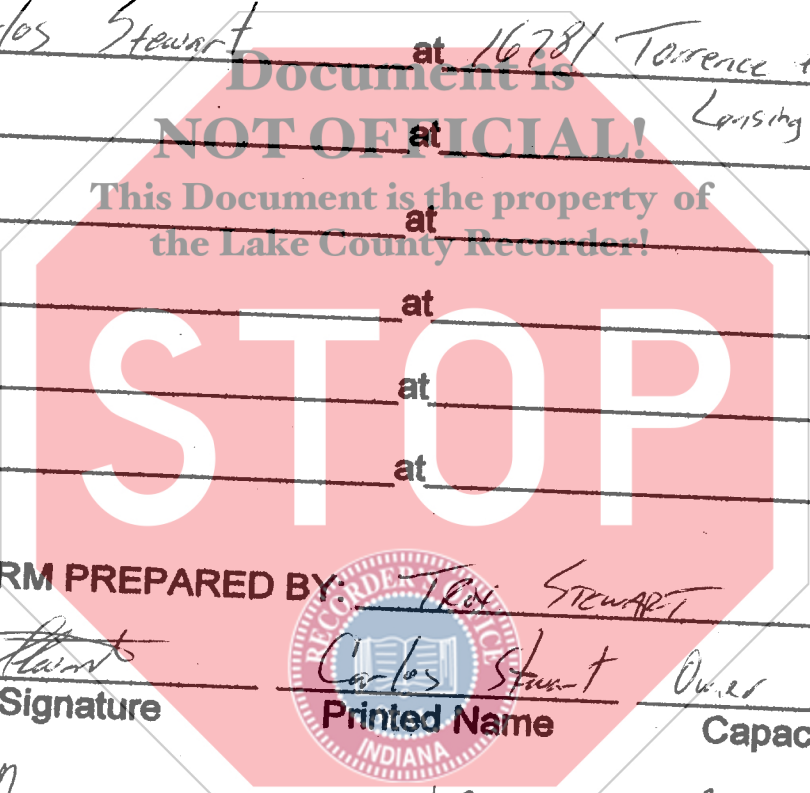 los Stewart at 16781 Torrence
Lansing
Document is
at
NOT OFFICIAL!
This Document is the property of
at
the Lake County Recorder!
at
STOP
at
at
RM PREPARED BY: Troy STEWART
Carlos Stewart Owner
Signature Printed Name Capac
RECORDER'S OFFICE
INDIANA